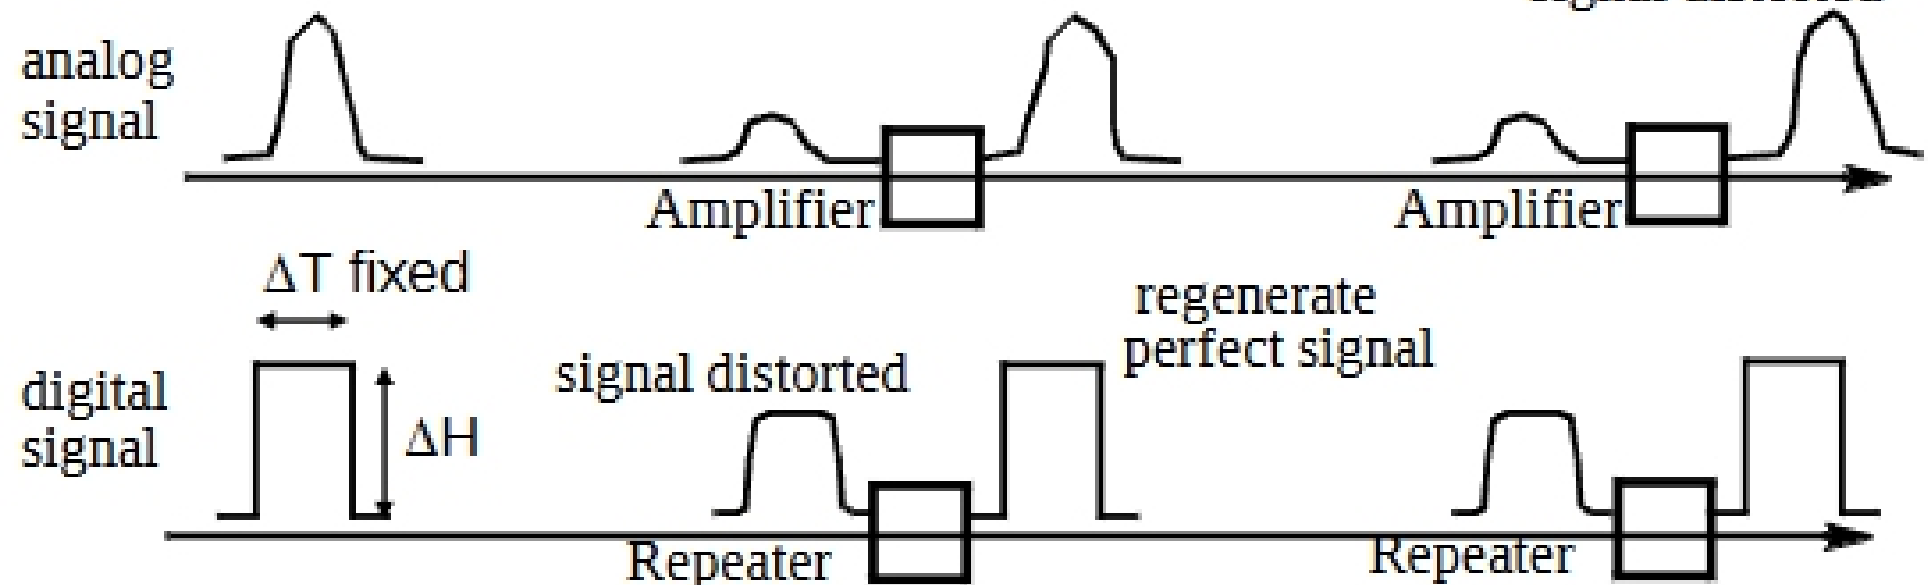 analog
signal
Amplifier
Amplifier
ΔT fixed
regenerate
perfect signal
signal distorted
digital
signal
ΔH
Repeater
Repeater